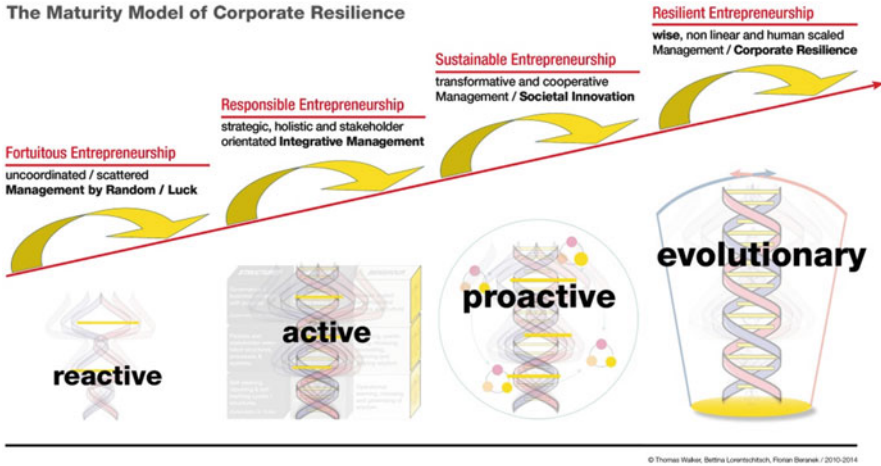 The Maturity Model of Corporate Resilience
Resilient Entrepreneurship
wise, non linear and human scaled
Management / Corporate Resilience
Sustainable Entrepreneurship
transformative and cooperative
Management / Societal Innovation
Responsible Entrepreneurship
strategic, holistic and stakeholder
orientated Integrative Management
Fortuitous Entrepreneurship
uncoordinated / scattered
Management by Random / Luck
reactive
active
proactive
evolutionary
STRUCTURE
© Thomas Walker, Bettina Lorentschitsch, Florian Beranek / 2010-2014